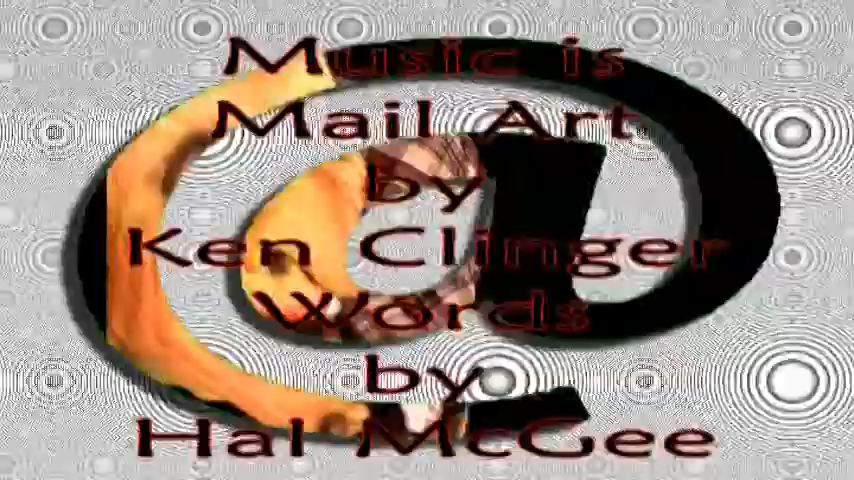 Music is
Mail Art
by
Ken Clinger
Words
by
Hal McGee